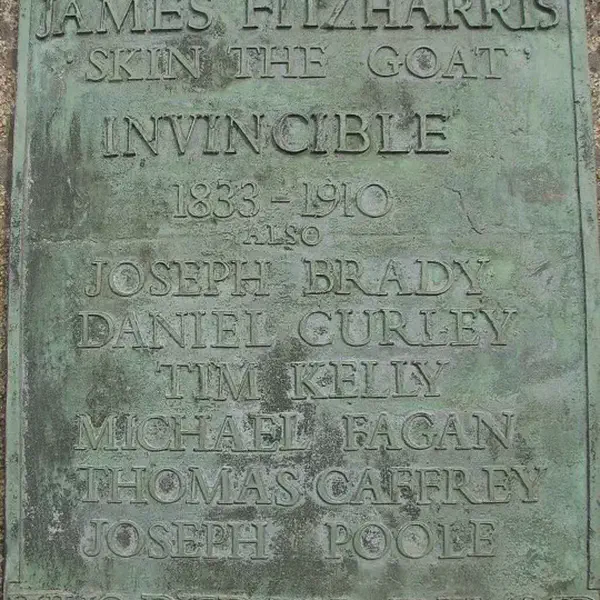 JAMES FITZHARRIS
'SKIN THE GOAT'
INVINCIBLE
1833-1910
ALSO
JOSEPH BRADY
DANIEL CURLEY
TIM KELLY
MICHAEL FAGAN
THOMAS CAFFREY
JOSEPH POOLE